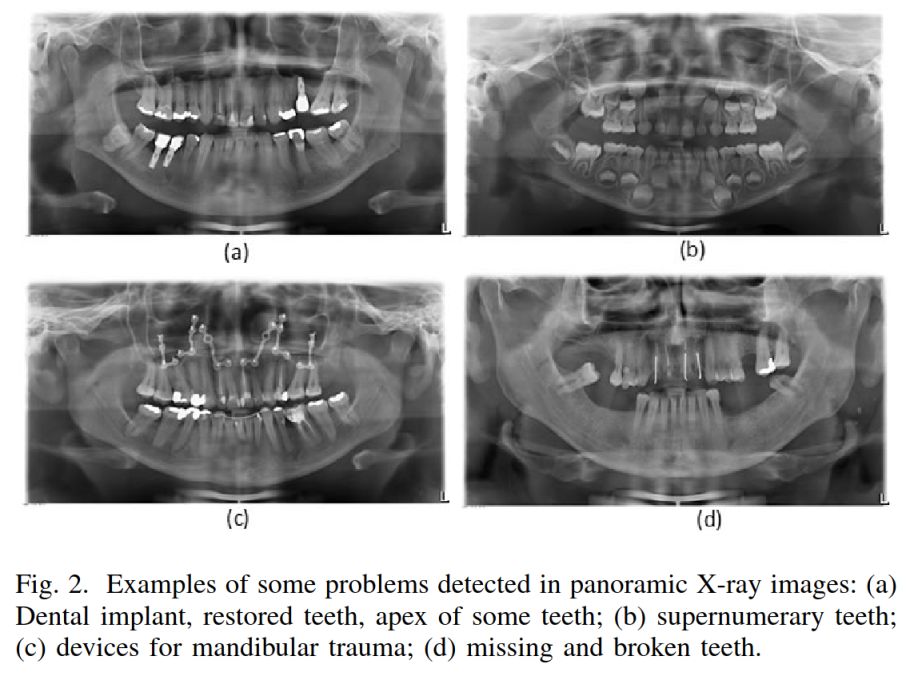 L
L
(a)
(b)
L
L
(c)
(d)
Fig. 2. Examples of some problems detected in panoramic X-ray images: (a)
Dental implant, restored teeth, apex of some teeth; (b) supernumerary teeth;
(c) devices for mandibular trauma; (d) missing and broken teeth.